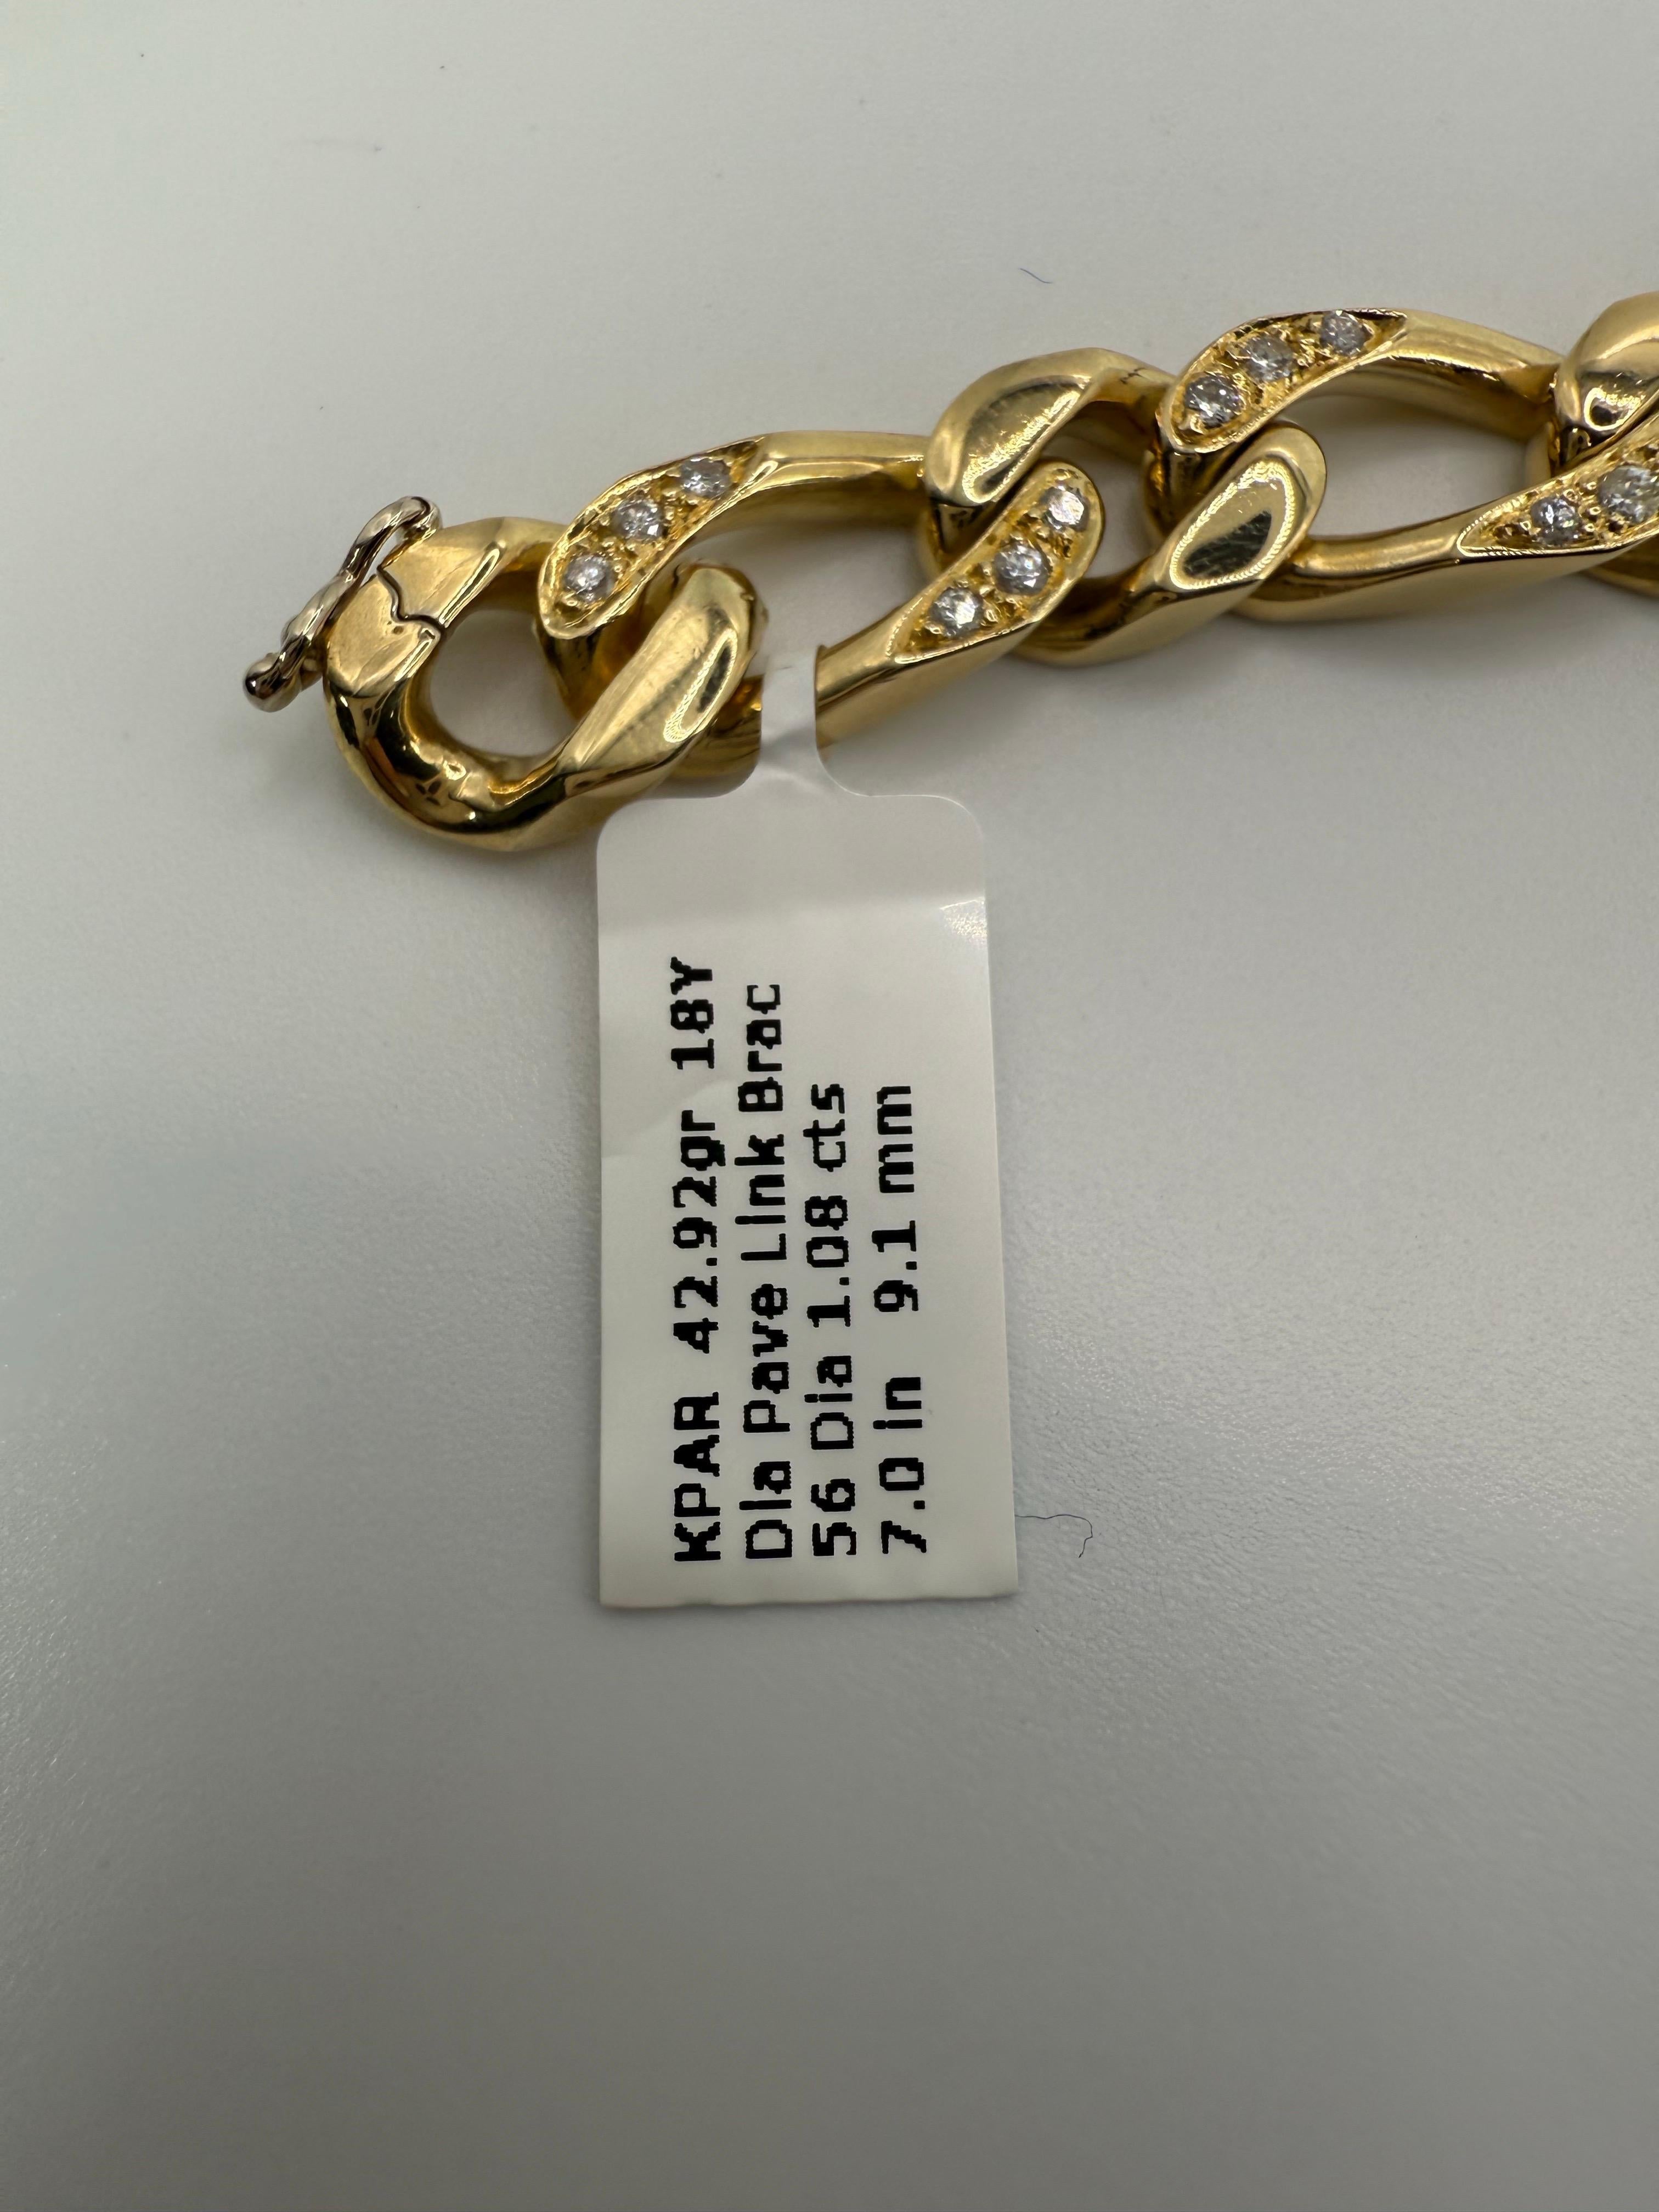 KPAR 42.92gr 18Y
Dia Pave Link Brac
56 Dia 1.08 cts
7.0 in 9.1 mm